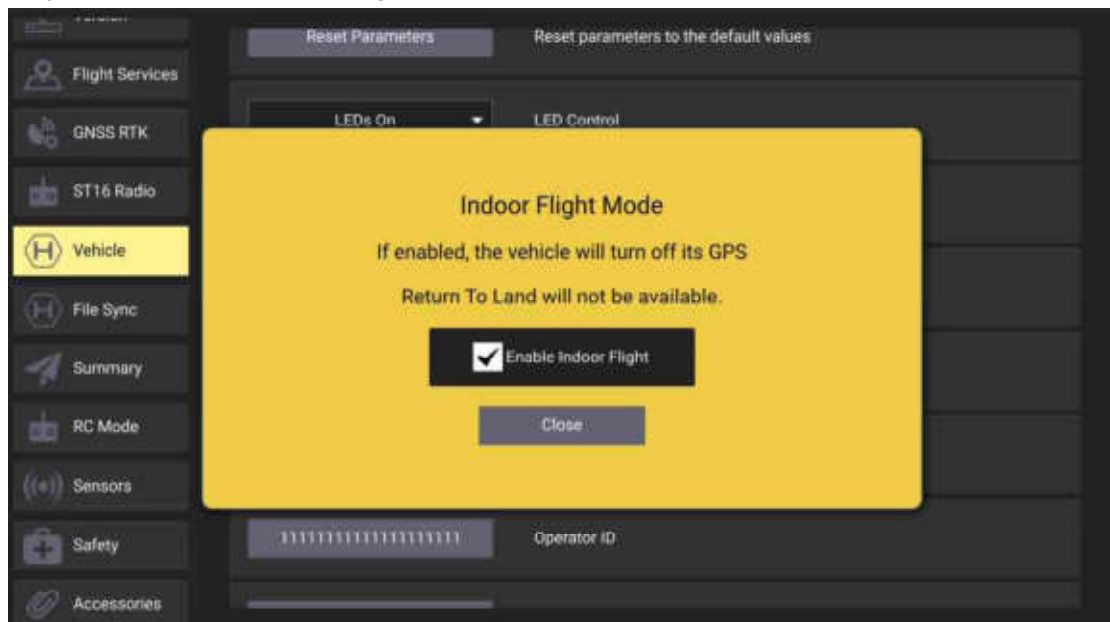 Version
Reset Parameters
Reset parameters to the default values
Flight Services
LEDs On
LED Control
GNSS RTK
ST16 Radio
Indoor Flight Mode
Vehicle
If enabled, the vehicle will turn off its GPS
Return To Land will not be available.
File Sync
Enable Indoor Flight
Summary
Close
RC Mode
Sensors
Safety
11111111111111111111
Operator ID
Accessories